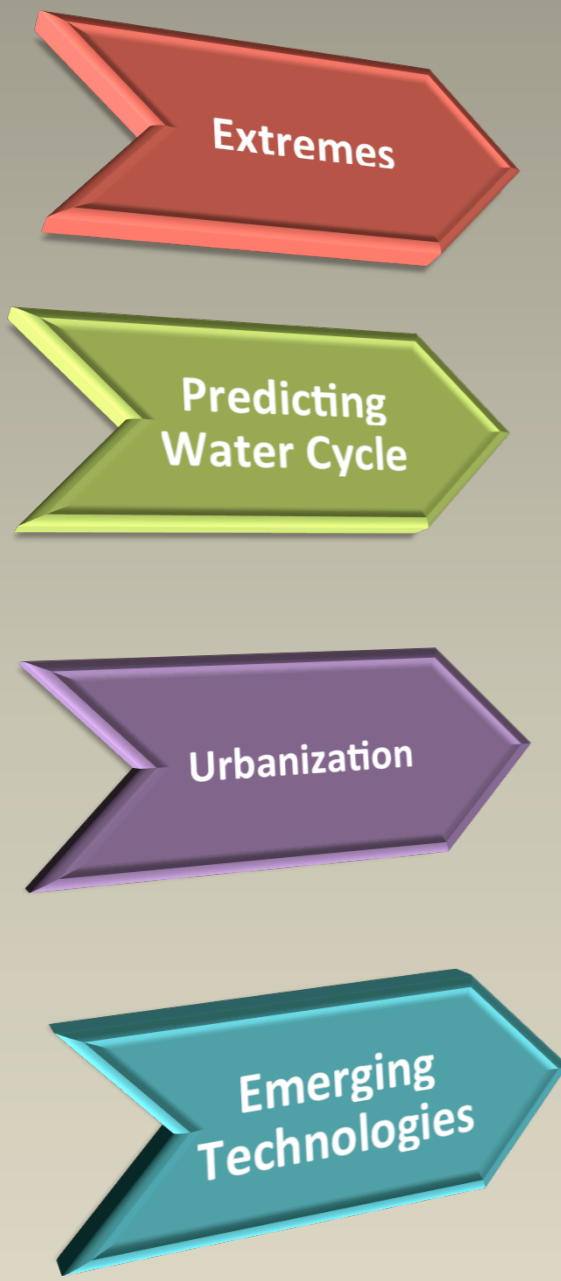 Extremes
Predicting
Water Cycle
Urbanization
Emerging
Technologies